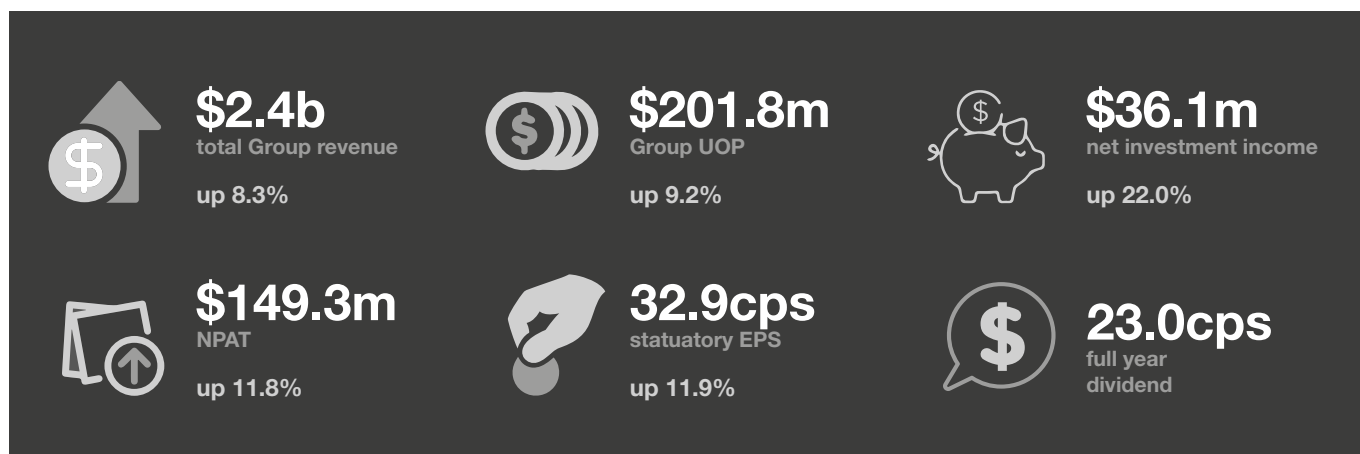 $2.4b
total Group revenue
up 8.3%
$201.8m
Group UOP
up 9.2%
$36.1m
net investment income
up 22.0%
$149.3m
NPAT
up 11.8%
32.9cps
statuatory EPS
up 11.9%
23.0cps
full year
dividend